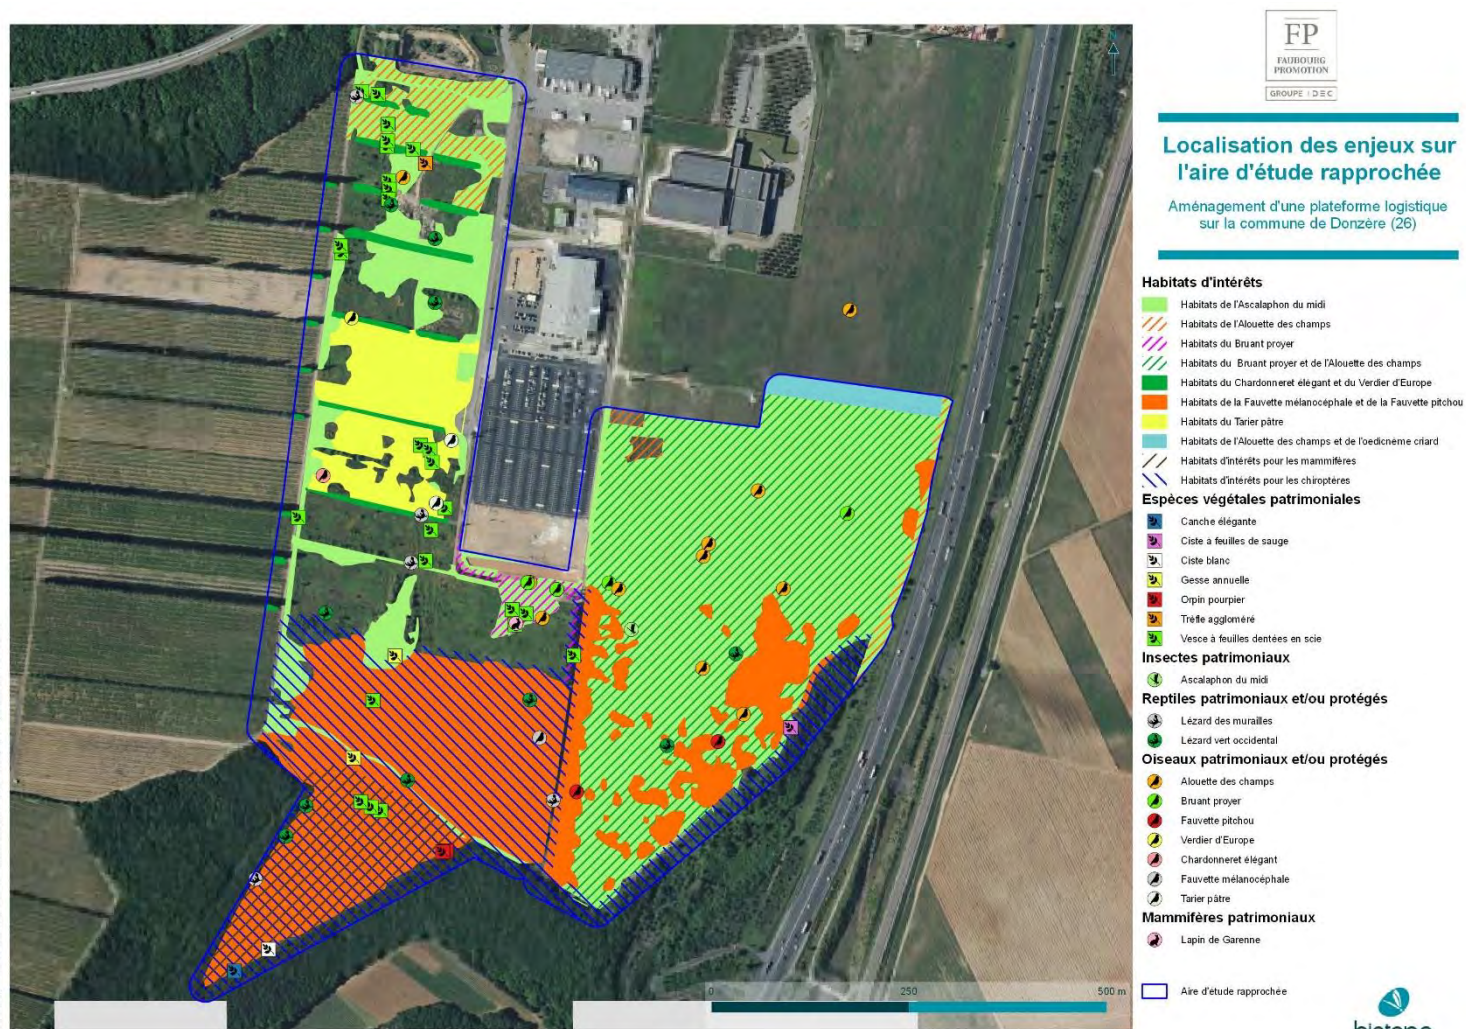 N
FP
FAUBOURG
PROMOTION
GROUPE IDEC
Localisation des enjeux sur
l'aire d'étude rapprochée
Aménagement d'une plateforme logistique
sur la commune de Donzère (26)
Habitats d'intérêts
Habitats de l'Ascalaphon du midi
Habitats de l'Alouette des champs
Habitats du Bruant proyer
Habitats du Bruant proyer et de l'Alouette des champs
Habitats du Chardonneret élégant et du Verdier d'Europe
Habitats de la Fauvette mélanocéphale et de la Fauvette pitchou
Habitats du Tarier pâtre
Habitats de l'Alouette des champs et de l'oedicnème criard
Habitats d'intérêts pour les mammifères
Habitats d'intérêts pour les chiroptères
Espèces végétales patrimoniales
Canche élégante
Ciste à feuilles de sauge
Ciste blanc
Gesse annuelle
Orpin pourpier
Trèfle aggloméré
Vesce à feuilles dentées en scie
Insectes patrimoniaux
Ascalaphon du midi
Reptiles patrimoniaux et/ou protégés
Lézard des murailles
Lézard vert occidental
Oiseaux patrimoniaux et/ou protégés
Alouette des champs
Bruant proyer
Fauvette pitchou
Verdier d'Europe
Chardonneret élégant
Fauvette mélanocéphale
Tarier pâtre
Mammifères patrimoniaux
Lapin de Garenne
Aire d'étude rapprochée
0 250 500 m
biotope